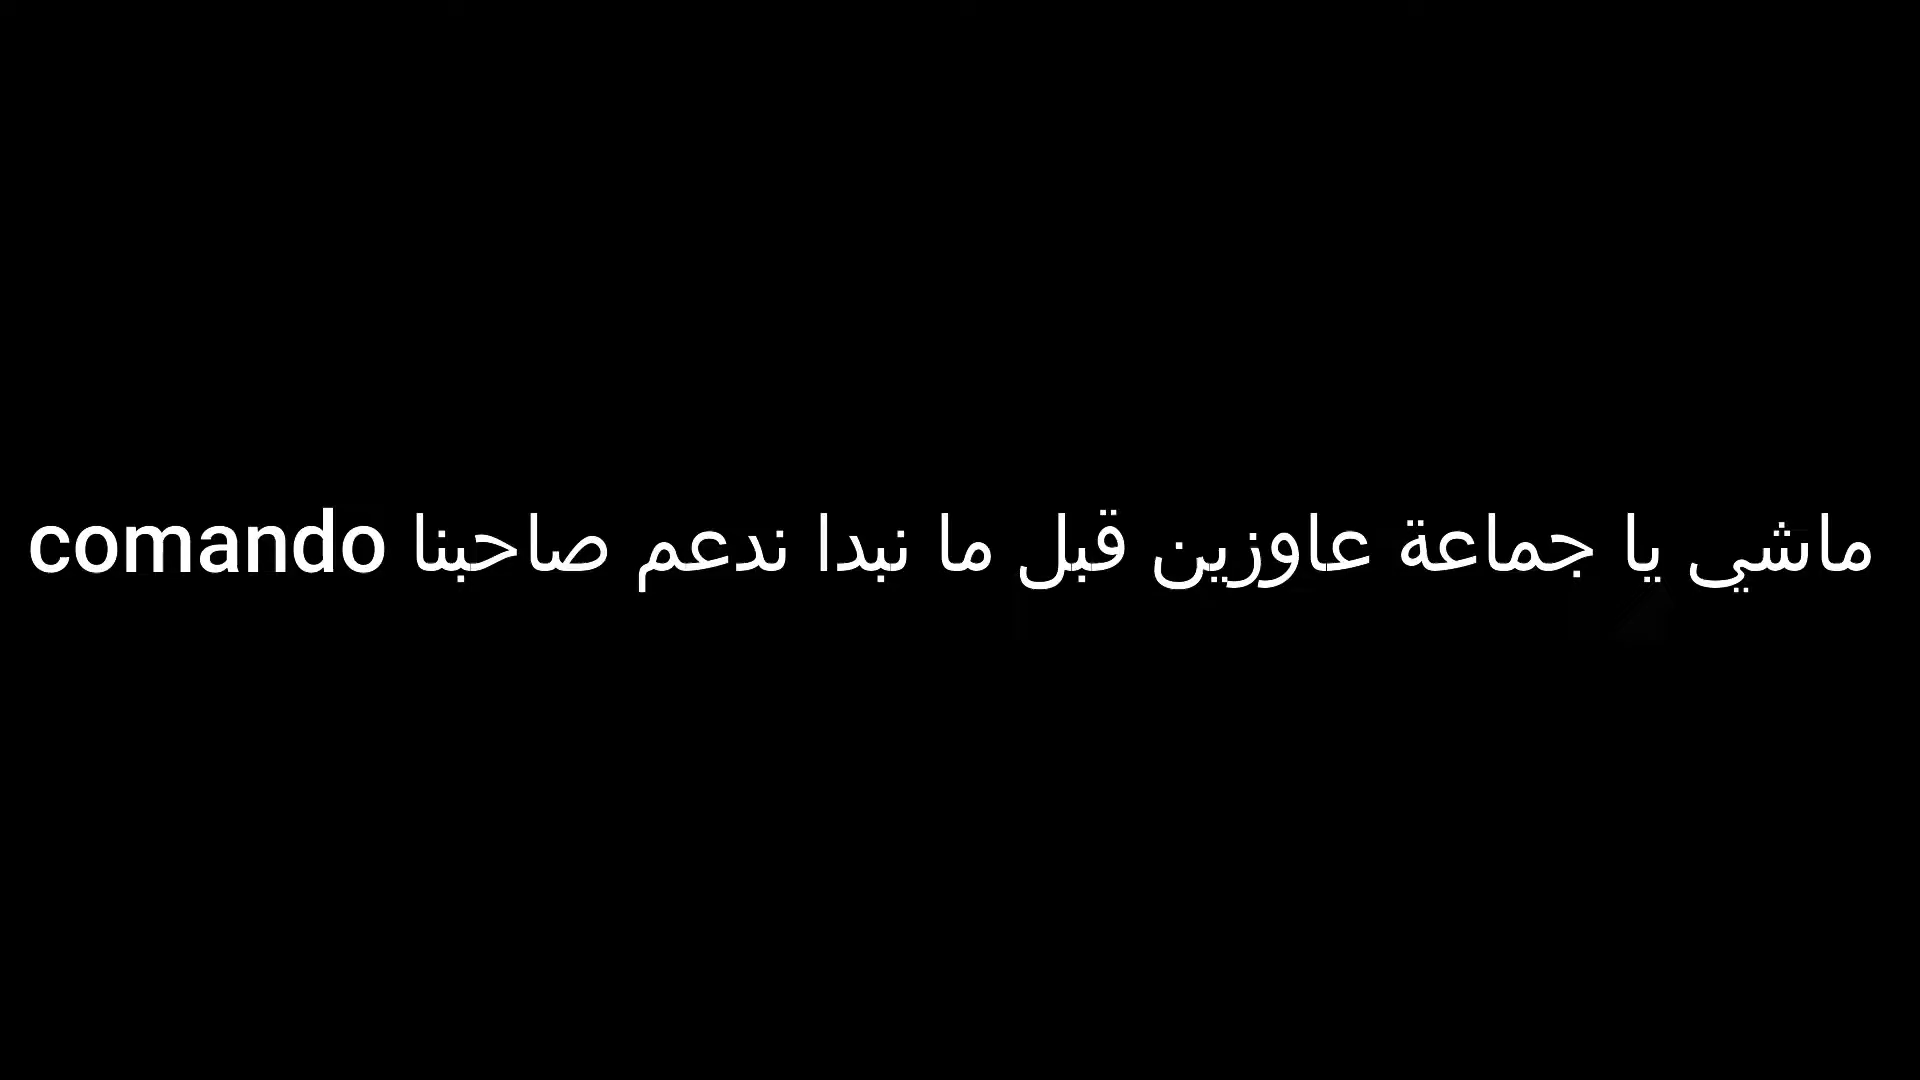 ماشي يا جماعة عاوزين قبل ما نبدا ندعم صاحبنا comando